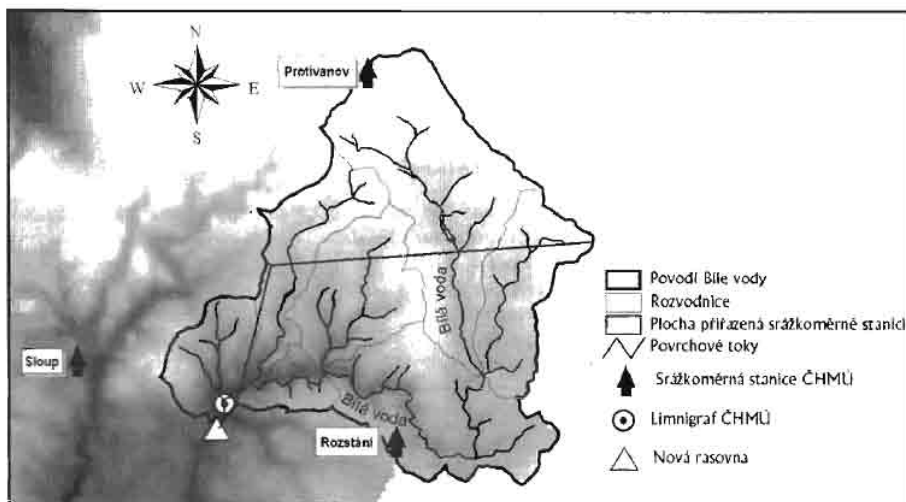 N
W E
S
Protivanov
Sloup
Bílá voda
Bílá voda
Rozstání
Povodí Bíle vody
Rozvodnice
Plocha přiřazená srážkoměrné stanici
Povrchové toky
Srážkoměrná stanice ČHMÚ
Limnigraf ČHMÚ
Nová rasovna